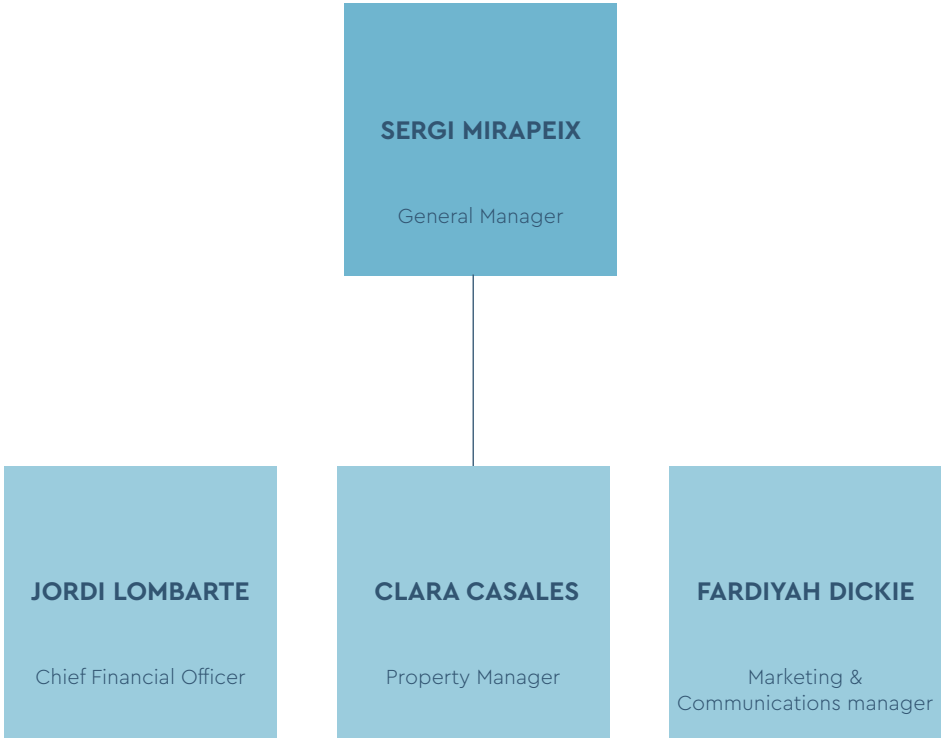 SERGI MIRAPEIX
General Manager
JORDI LOMBARTE
Chief Financial Officer
CLARA CASALES
Property Manager
FARDIYAH DICKIE
Marketing &
Communications manager